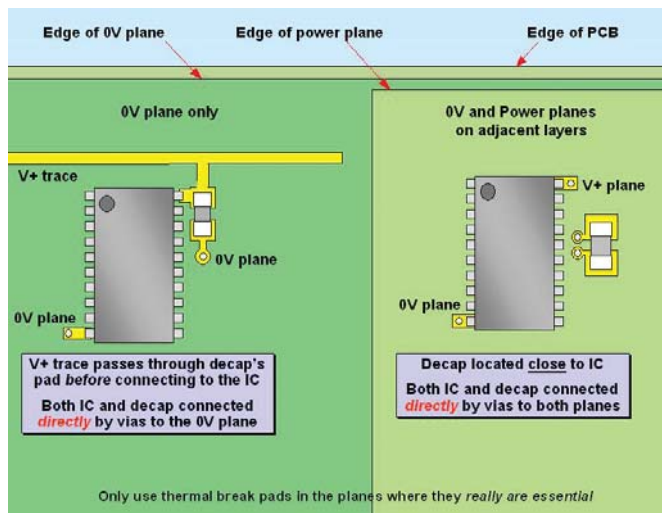 Edge of 0V plane
Edge of power plane
Edge of PCB
0V plane only
V+ trace
0V plane
0V plane
V+ trace passes through decap's
pad before connecting to the IC
Both IC and decap connected
directly by vias to the 0V plane
0V and Power planes
on adjacent layers
V+ plane
0V plane
Decap located close to IC
Both IC and decap connected
directly by vias to both planes
Only use thermal break pads in the planes where they really are essential